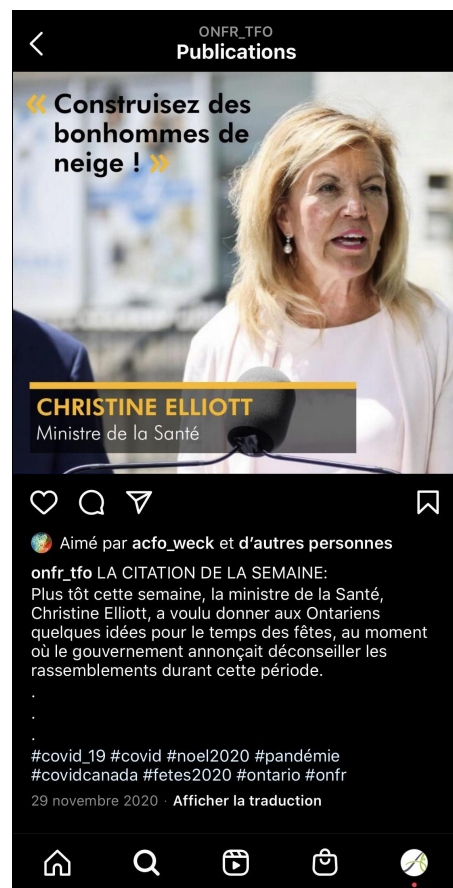 ONFR_TFO
Publications
« Construisez des
bonhommes de
neige ! »
CHRISTINE ELLIOTT
Ministre de la Santé
Aimé par acfo_weck et d’autres personnes
onfr_tfo LA CITATION DE LA SEMAINE:
Plus tôt cette semaine, la ministre de la Santé,
Christine Elliott, a voulu donner aux Ontariens
quelques idées pour le temps des fêtes, au moment
où le gouvernement annonçait déconseiller les
rassemblements durant cette période.
.
.
.
#covid_19 #covid #noel2020 #pandémie
#covidcanada #fetes2020 #ontario #onfr
29 novembre 2020 · Afficher la traduction